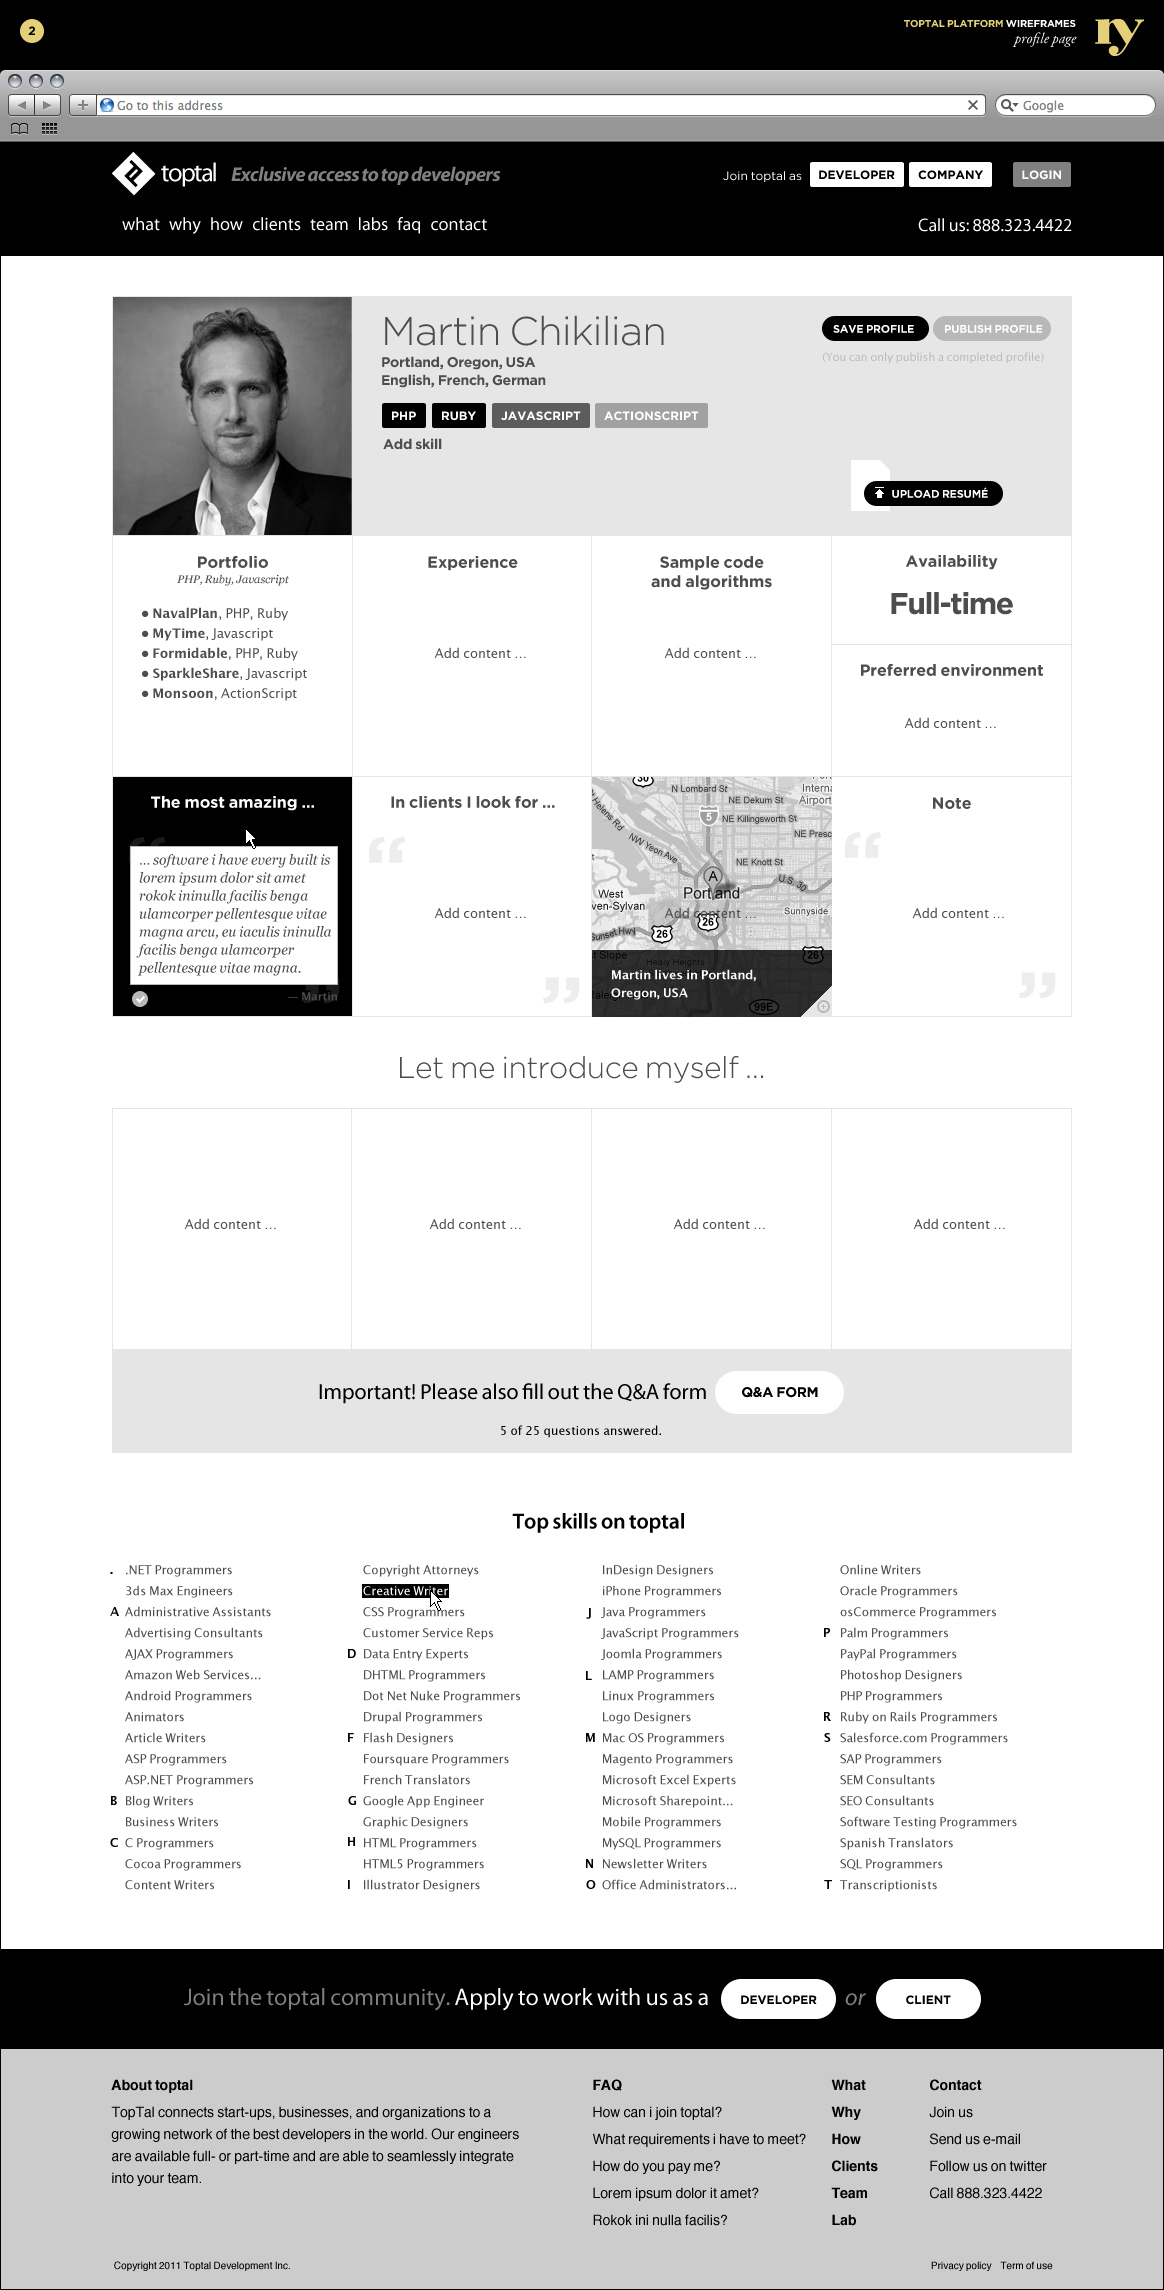 2
TOPTAL PLATFORM WIREFRAMES
profile page
ry
Go to this address
Google
toptal Exclusive access to top developers
Join toptal as DEVELOPER COMPANY LOGIN
what why how clients team labs faq contact
Call us: 888.323.4422
Martin Chikilian
Portland, Oregon, USA
English, French, German
SAVE PROFILE PUBLISH PROFILE
(You can only publish a completed profile)
PHP RUBY JAVASCRIPT ACTIONSCRIPT
Add skill
UPLOAD RESUMÉ
Portfolio
PHP, Ruby, Javascript
• NavalPlan, PHP, Ruby
• MyTime, Javascript
• Formidable, PHP, Ruby
• SparkleShare, Javascript
• Monsoon, ActionScript
Experience
Add content ...
Sample code
and algorithms
Add content ...
Availability
Full-time
Preferred environment
Add content ...
The most amazing ...
... software i have every built is
lorem ipsum dolor sit amet
rokok ininulla facilis benga
ulamcorper pellentesque vitae
magna arcu, eu iaculis ininulla
facilis benga ulamcorper
pellentesque vitae magna.
— Martin
In clients I look for ...
“
Add content ...
”
30
N Lombard St
NE Dekum St
Airport
5
NE Killingsworth St
NW Yeon Ave
NE Knott St
A
Portland
U.S. 30
West
Sunnyside
Add content ...
26
26
26
Martin lives in Portland,
Oregon, USA
99E
Note
“
Add content ...
”
Let me introduce myself ...
Add content ...
Add content ...
Add content ...
Add content ...
Important! Please also fill out the Q&A form Q&A FORM
5 of 25 questions answered.
Top skills on toptal
. .NET Programmers
3ds Max Engineers
A Administrative Assistants
Advertising Consultants
AJAX Programmers
Amazon Web Services...
Android Programmers
Animators
Article Writers
ASP Programmers
ASP.NET Programmers
B Blog Writers
Business Writers
C C Programmers
Cocoa Programmers
Content Writers
Copyright Attorneys
Creative Writer
CSS Programmers
Customer Service Reps
D Data Entry Experts
DHTML Programmers
Dot Net Nuke Programmers
Drupal Programmers
F Flash Designers
Foursquare Programmers
French Translators
G Google App Engineer
Graphic Designers
H HTML Programmers
HTML5 Programmers
I Illustrator Designers
InDesign Designers
iPhone Programmers
J Java Programmers
JavaScript Programmers
Joomla Programmers
L LAMP Programmers
Linux Programmers
Logo Designers
M Mac OS Programmers
Magento Programmers
Microsoft Excel Experts
Microsoft Sharepoint...
Mobile Programmers
MySQL Programmers
N Newsletter Writers
O Office Administrators...
Online Writers
Oracle Programmers
osCommerce Programmers
P Palm Programmers
PayPal Programmers
Photoshop Designers
PHP Programmers
R Ruby on Rails Programmers
S Salesforce.com Programmers
SAP Programmers
SEM Consultants
SEO Consultants
Software Testing Programmers
Spanish Translators
SQL Programmers
T Transcriptionists
Join the toptal community. Apply to work with us as a DEVELOPER or CLIENT
About toptal
TopTal connects start-ups, businesses, and organizations to a
growing network of the best developers in the world. Our engineers
are available full- or part-time and are able to seamlessly integrate
into your team.
FAQ
How can i join toptal?
What requirements i have to meet?
How do you pay me?
Lorem ipsum dolor it amet?
Rokok ini nulla facilis?
What
Why
How
Clients
Team
Lab
Contact
Join us
Send us e-mail
Follow us on twitter
Call 888.323.4422
Copyright 2011 Toptal Development Inc.
Privacy policy Term of use